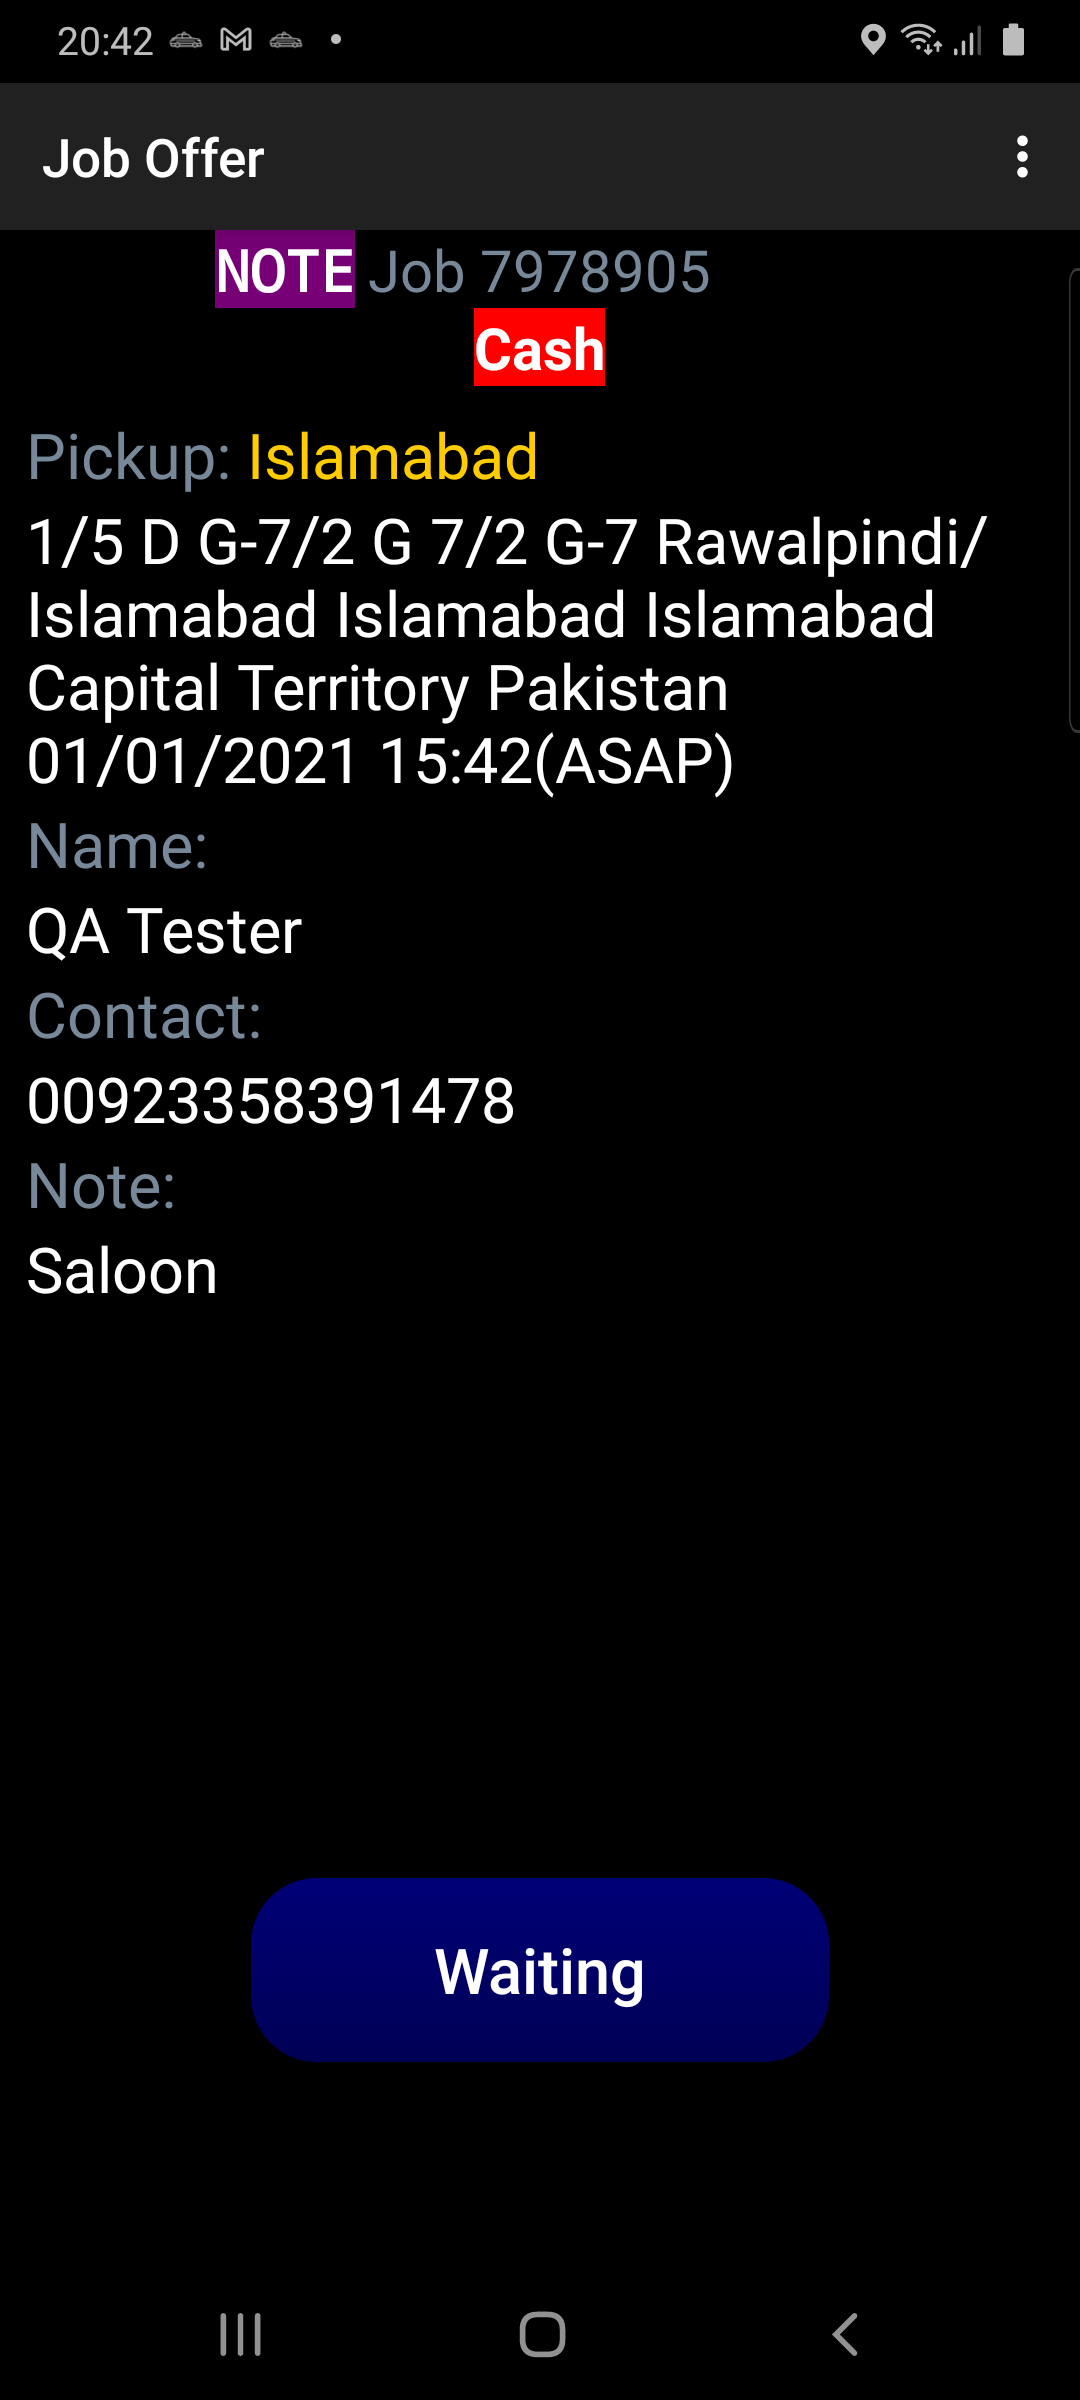 20:42
Job Offer
NOTE Job 7978905
Cash
Pickup: Islamabad
1/5 D G-7/2 G 7/2 G-7 Rawalpindi/
Islamabad Islamabad Islamabad
Capital Territory Pakistan
01/01/2021 15:42(ASAP)
Name:
QA Tester
Contact:
00923358391478
Note:
Saloon
Waiting